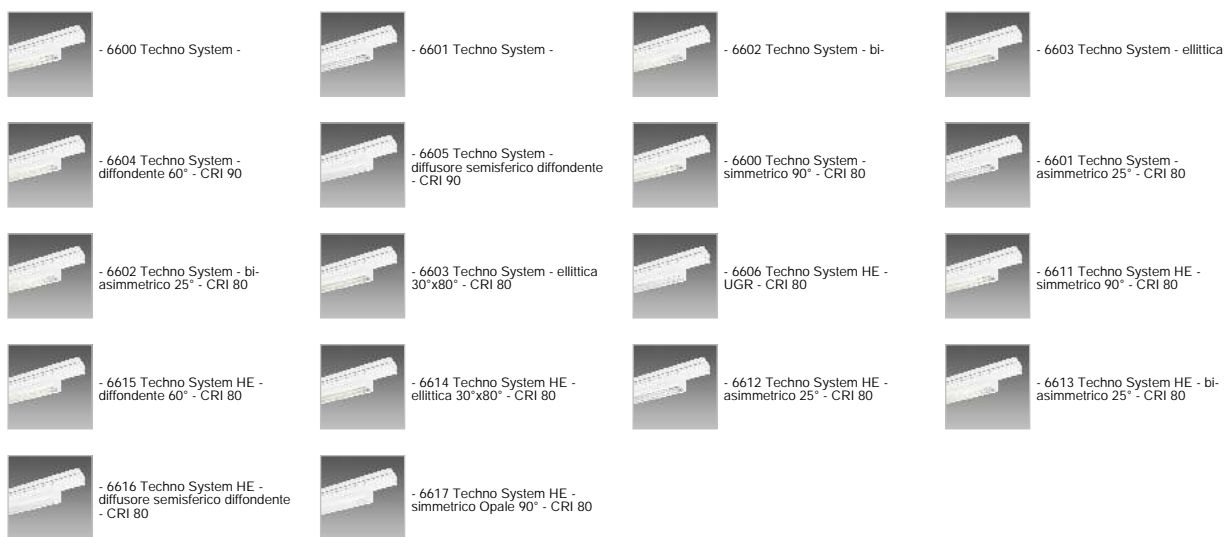 - 6600 Techno System -
- 6601 Techno System -
- 6602 Techno System - bi-
- 6603 Techno System - ellittica
- 6604 Techno System -
diffondente 60° - CRI 90
- 6605 Techno System -
diffusore semisferico diffondente
- CRI 90
- 6600 Techno System -
simmetrico 90° - CRI 80
- 6601 Techno System -
asimmetrico 25° - CRI 80
- 6602 Techno System - bi-
asimmetrico 25° - CRI 80
- 6603 Techno System - ellittica
30°x80° - CRI 80
- 6606 Techno System HE -
UGR - CRI 80
- 6611 Techno System HE -
simmetrico 90° - CRI 80
- 6615 Techno System HE -
diffondente 60° - CRI 80
- 6614 Techno System HE -
ellittica 30°x80° - CRI 80
- 6612 Techno System HE -
asimmetrico 25° - CRI 80
- 6613 Techno System HE - bi-
asimmetrico 25° - CRI 80
- 6616 Techno System HE -
diffusore semisferico diffondente
- CRI 80
- 6617 Techno System HE -
simmetrico Opale 90° - CRI 80